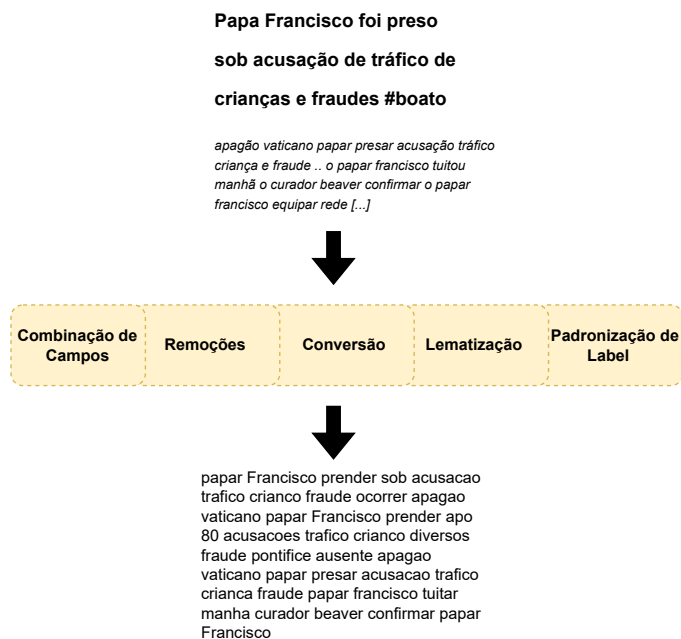 Papa Francisco foi preso
sob acusação de tráfico de
crianças e fraudes #boato
apagão vaticano papar presar acusação tráfico
criança e fraude .. o papar francisco tuitou
manhã o curador beaver confirmar o papar
francisco equipar rede [...]
Combinação de
Campos
Remoções
Conversão
Lematização
Padronização de
Label
papar Francisco prender sob acusacao
trafico crianco fraude ocorrer apagao
vaticano papar Francisco prender apo
80 acusacoes trafico crianco diversos
fraude pontifice ausente apagao
vaticano papar presar acusacao trafico
crianca fraude papar francisco tuitar
manha curador beaver confirmar papar
Francisco